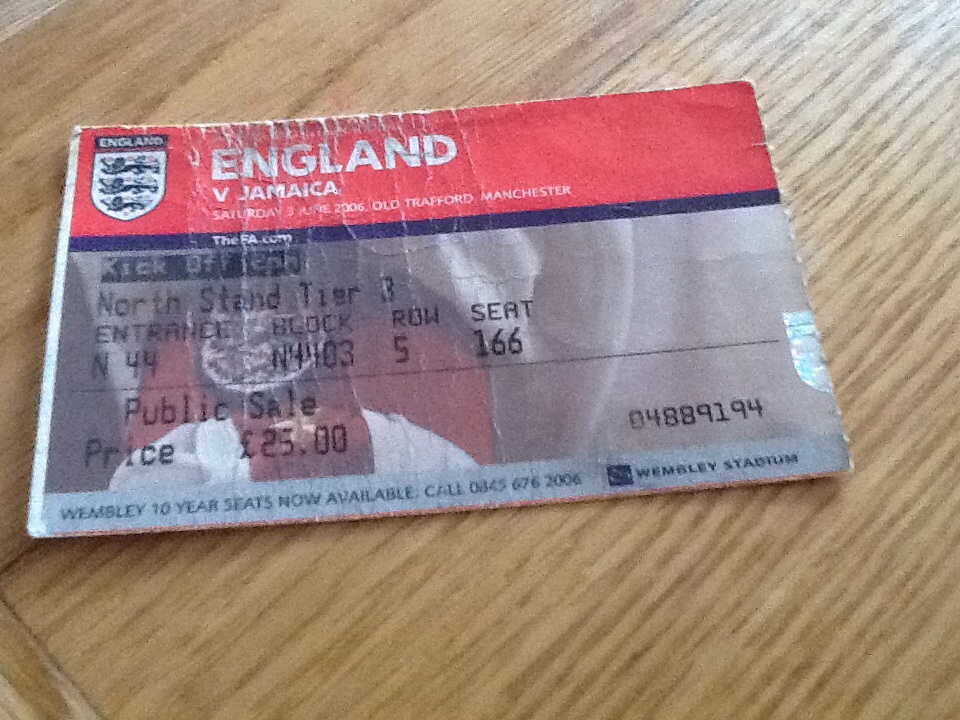 ENGLAND
ENGLAND
V JAMAICA
SATURDAY 3 JUNE 2006, OLD TRAFFORD, MANCHESTER
TheFA.com
Kick Off
North Stand Tier 3
ENTRANCE BLOCK ROW SEAT
N 44 N4403 5 166
Public Sale
04889194
Price £25.00
WEMBLEY 10 YEAR SEATS NOW AVAILABLE. CALL 0845 676 2006
WEMBLEY STADIUM